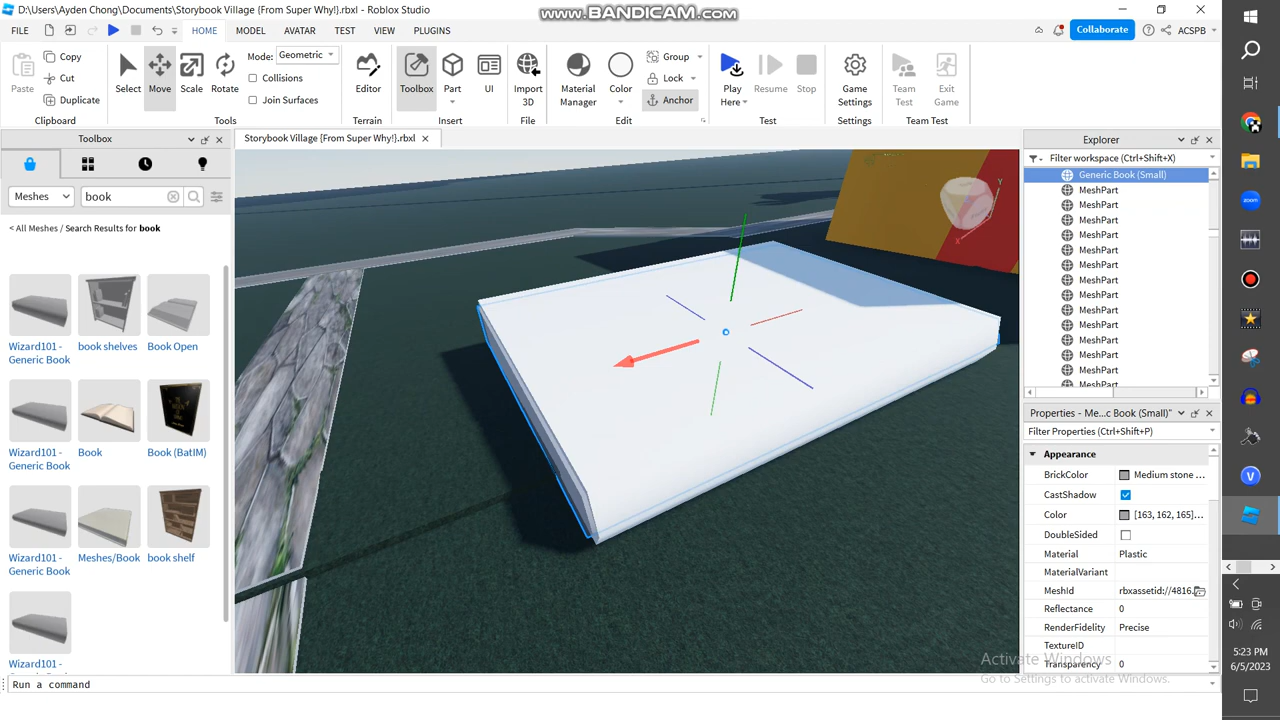 D:\Users\Ayden Chong\Documents\Storybook Village {From Super Why!}.rbxl - Roblox Studio
www.BANDICAM.com
FILE
HOME
MODEL
AVATAR
TEST
VIEW
PLUGINS
Collaborate
ACSPB
Paste
Copy
Cut
Duplicate
Clipboard
Select
Move
Scale
Rotate
Mode: Geometric
Collisions
Join Surfaces
Tools
Editor
Terrain
Toolbox
Part
UI
Insert
Import
3D
File
Material
Manager
Color
Group
Lock
Anchor
Edit
Play
Here
Resume
Stop
Test
Game
Settings
Settings
Team
Test
Exit
Game
Team Test
Toolbox
Storybook Village {From Super Why!}.rbxl
Meshes
book
< All Meshes / Search Results for book
Wizard101 -
Generic Book
book shelves
Book Open
Wizard101 -
Generic Book
Book
Book (BatIM)
Wizard101 -
Generic Book
Meshes/Book
book shelf
Wizard101 -
Y
X
Explorer
Filter workspace (Ctrl+Shift+X)
Generic Book (Small)
MeshPart
MeshPart
MeshPart
MeshPart
MeshPart
MeshPart
MeshPart
MeshPart
MeshPart
MeshPart
MeshPart
MeshPart
MeshPart
MeshPart
Properties - Me...c Book (Small)"
Filter Properties (Ctrl+Shift+P)
Appearance
BrickColor Medium stone ...
CastShadow
Color [163, 162, 165]...
DoubleSided
Material Plastic
MaterialVariant
MeshId rbxassetid://4816...
Reflectance 0
RenderFidelity Precise
TextureID
Transparency 0
Activate Windows
Go to Settings to activate Windows.
Run a command
zoom
V
5:23 PM
6/5/2023